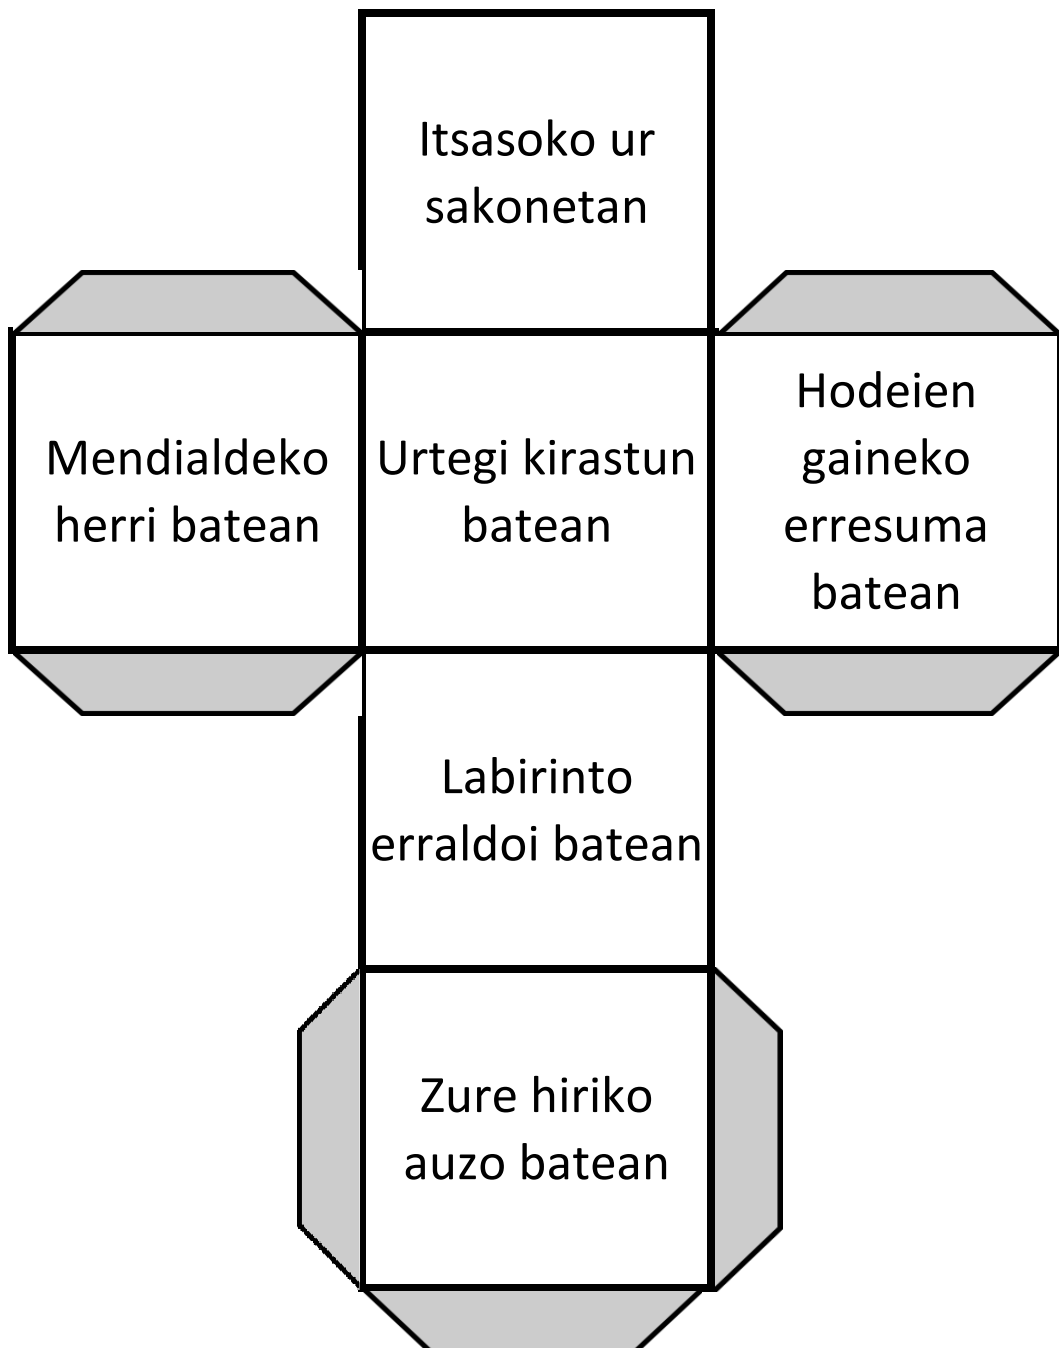 Itsasoko ur
sakonetan
Mendialdeko
herri batean
Urtegi kirastun
batean
Hodeien
gaineko
erresuma
batean
Labirinto
erraldoi batean
Zure hiriko
auzo batean